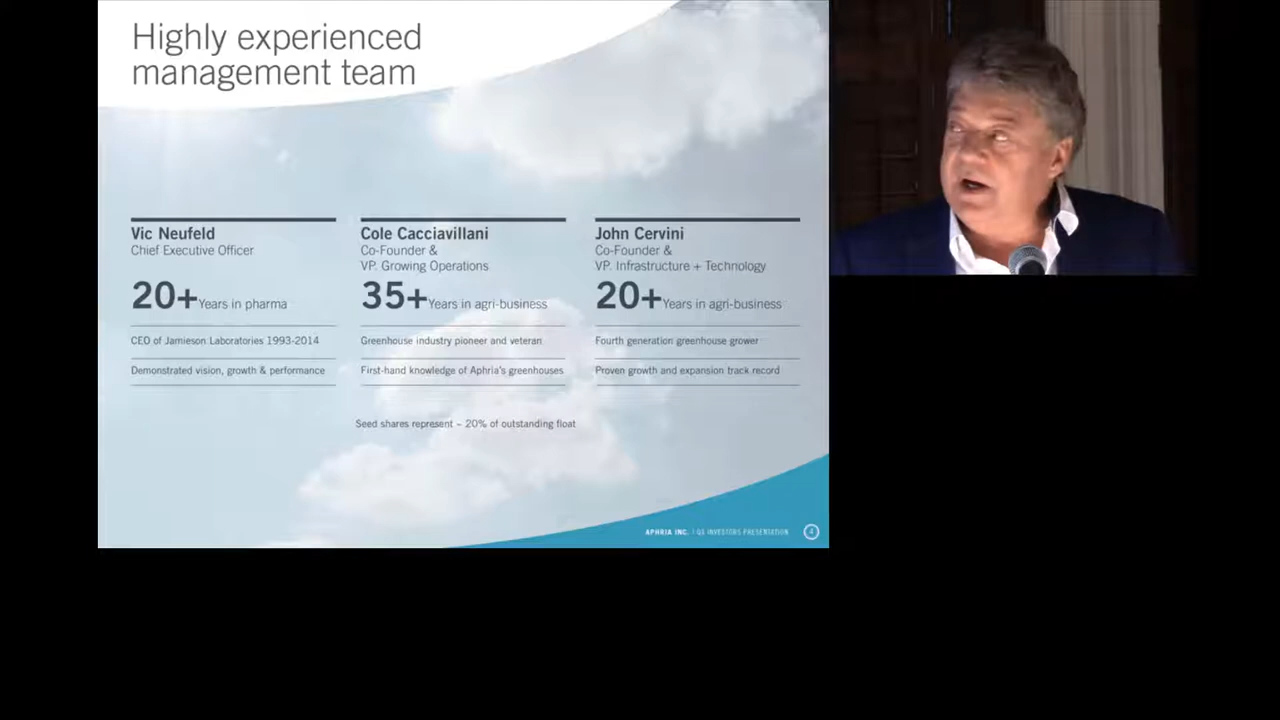 Highly experienced
management team
Vic Neufeld
Chief Executive Officer
20+ Years in pharma
CEO of Jamieson Laboratories 1993-2014
Demonstrated vision, growth & performance
Cole Cacciavillani
Co-Founder &
VP. Growing Operations
35+ Years in agri-business
Greenhouse industry pioneer and veteran
First-hand knowledge of Aphria's greenhouses
John Cervini
Co-Founder &
VP. Infrastructure + Technology
20+ Years in agri-business
Fourth generation greenhouse grower
Proven growth and expansion track record
Seed shares represent – 20% of outstanding float
APHRIA INC. | INVESTORS PRESENTATION 4